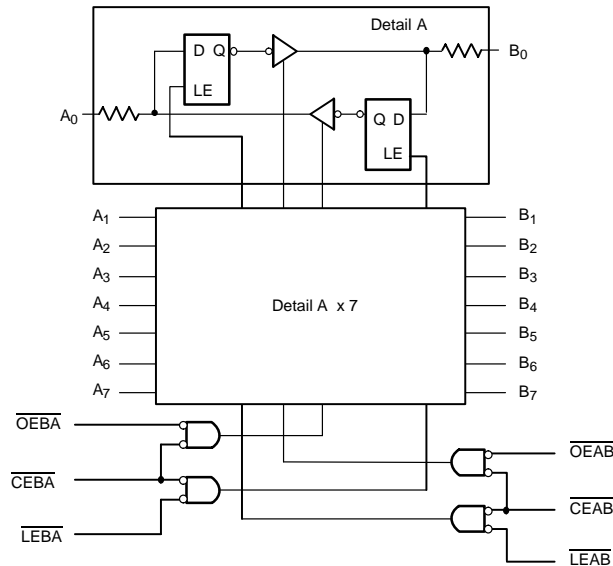 Detail A
D Q
B0
LE
A0
Q D
LE
A1
B1
A2
B2
A3
B3
A4
Detail A x 7
B4
A5
B5
A6
B6
A7
B7
OEBA
OEAB
CEBA
CEAB
LEBA
LEAB